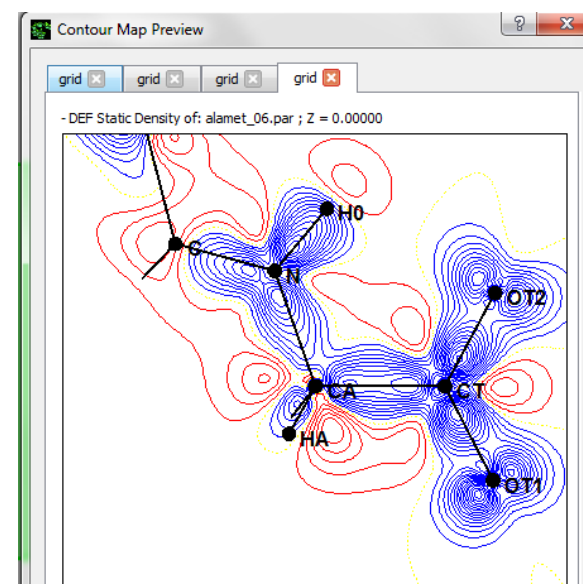 Contour Map Preview
? x
grid x grid x grid x grid x
- DEF Static Density of: alamet_06.par ; Z = 0.00000
H0
C
N
OT2
CA
CT
HA
OT1